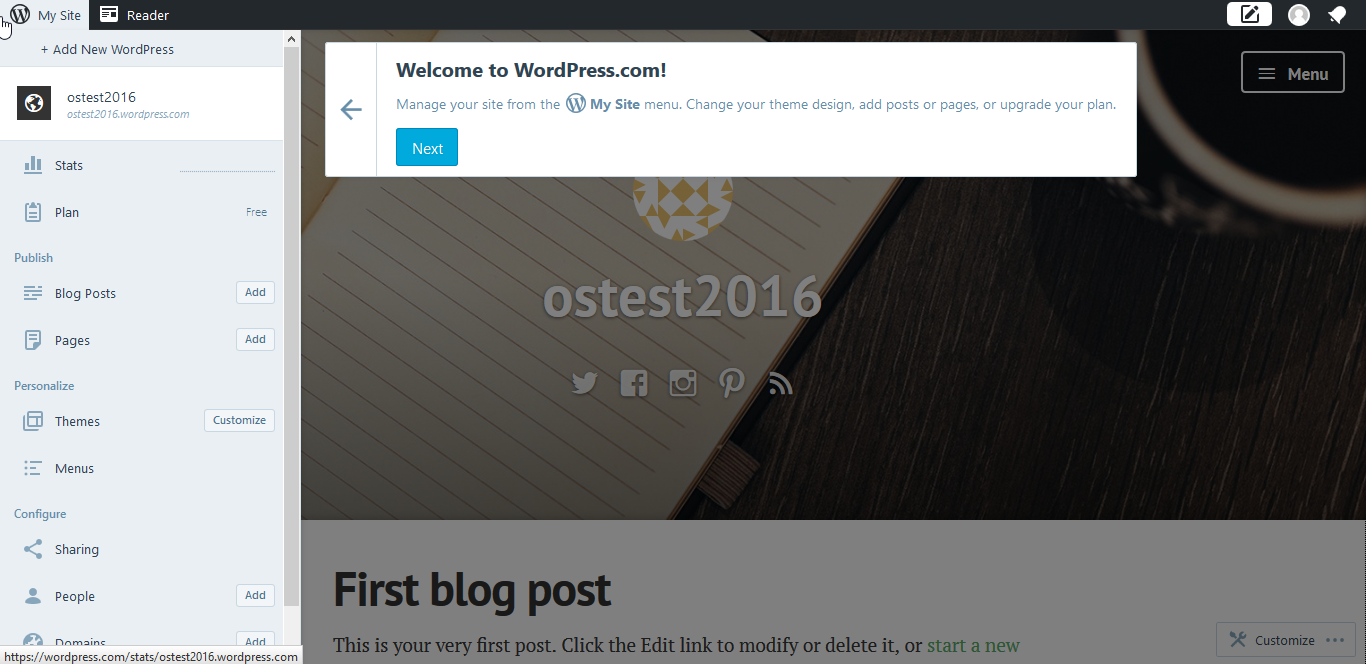 My Site
Reader
+ Add New WordPress
ostest2016
ostest2016.wordpress.com
Stats
Plan
Free
Publish
Blog Posts
Add
Pages
Add
Personalize
Themes
Customize
Menus
Configure
Sharing
People
Add
Domains
Add
https://wordpress.com/stats/ostest2016.wordpress.com
Welcome to WordPress.com!
Manage your site from the My Site menu. Change your theme design, add posts or pages, or upgrade your plan.
Next
Menu
ostest2016
First blog post
This is your very first post. Click the Edit link to modify or delete it, or start a new
Customize